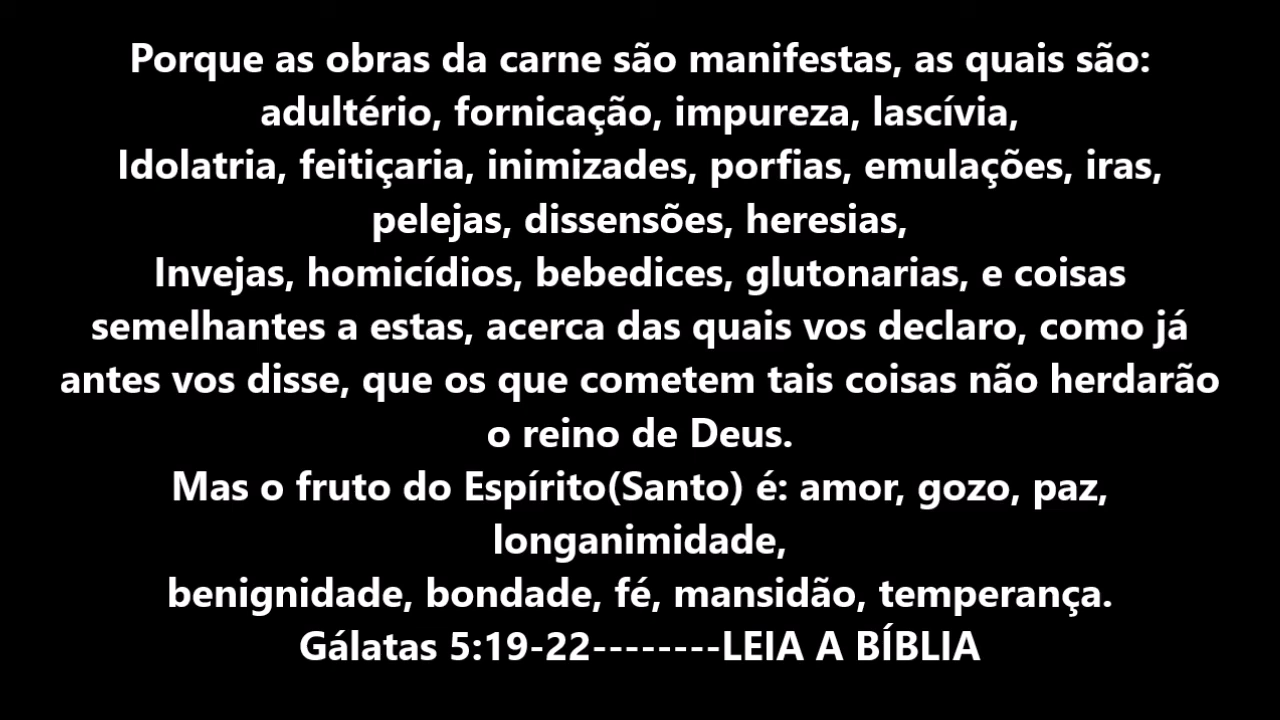 Porque as obras da carne são manifestas, as quais são:
adultério, fornicação, impureza, lascívia,
Idolatria, feitiçaria, inimizades, porfias, emulações, iras,
pelejas, dissensões, heresias,
Invejas, homicídios, bebedices, glutonarias, e coisas
semelhantes a estas, acerca das quais vos declaro, como já
antes vos disse, que os que cometem tais coisas não herdarão
o reino de Deus.
Mas o fruto do Espírito(Santo) é: amor, gozo, paz,
longanimidade,
benignidade, bondade, fé, mansidão, temperança.
Gálatas 5:19-22--------LEIA A BÍBLIA